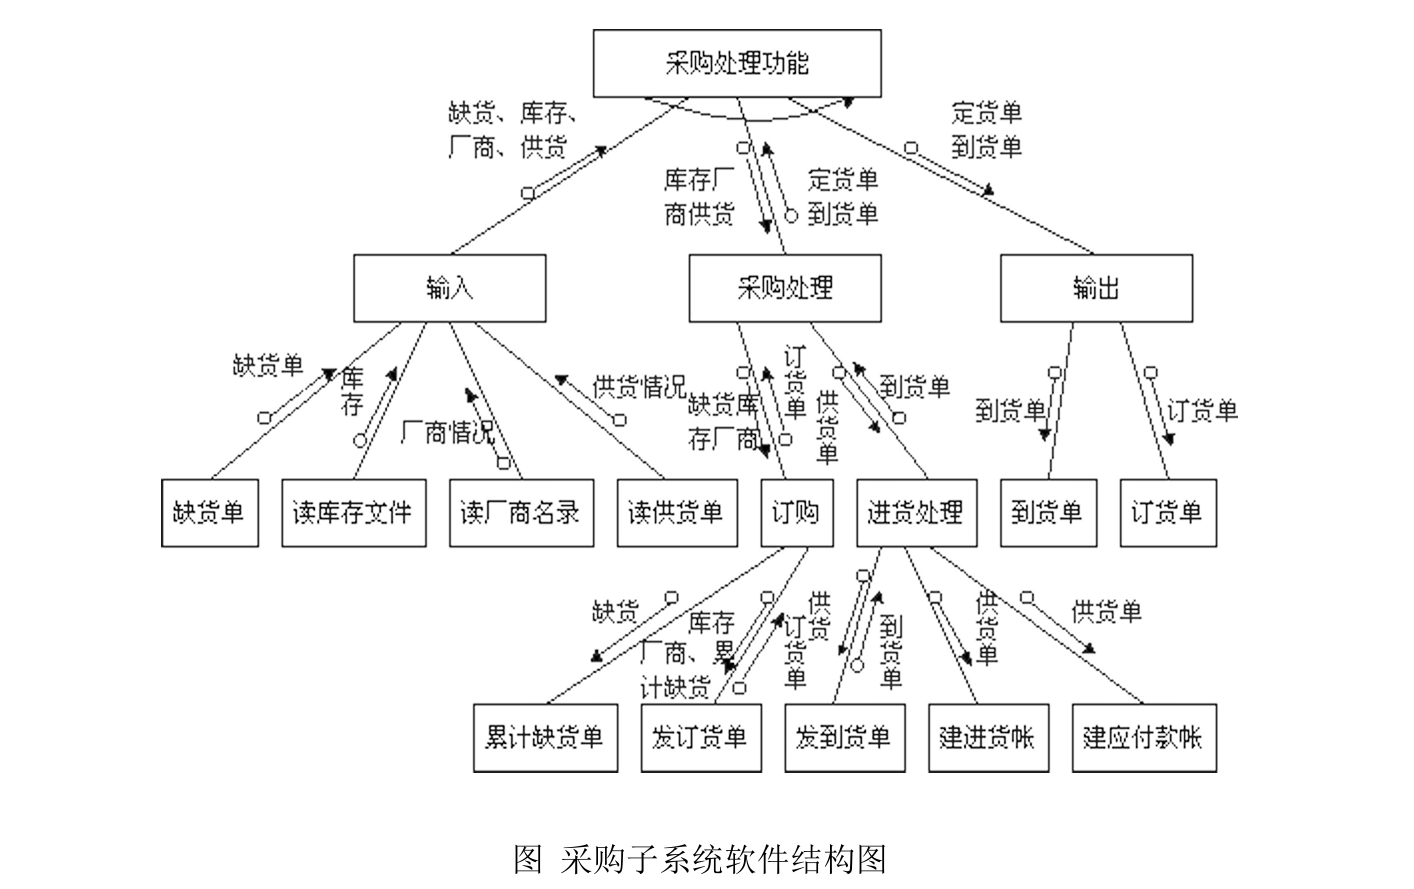 采购处理功能
缺货、库存、
厂商、供货
定货单
到货单
库存厂
商供货
定货单
到货单
输入
采购处理
输出
缺货单
库存
厂商情况
供货情况
缺货库
存厂商
订货单
供货单
到货单
到货单
订货单
缺货单
读库存文件
读厂商名录
读供货单
订购
进货处理
到货单
订货单
缺货
库存
厂商、累
计缺货
订货单
供货
到货单
供货单
供货单
累计缺货单
发订货单
发到货单
建进货帐
建应付款帐
图 采购子系统软件结构图